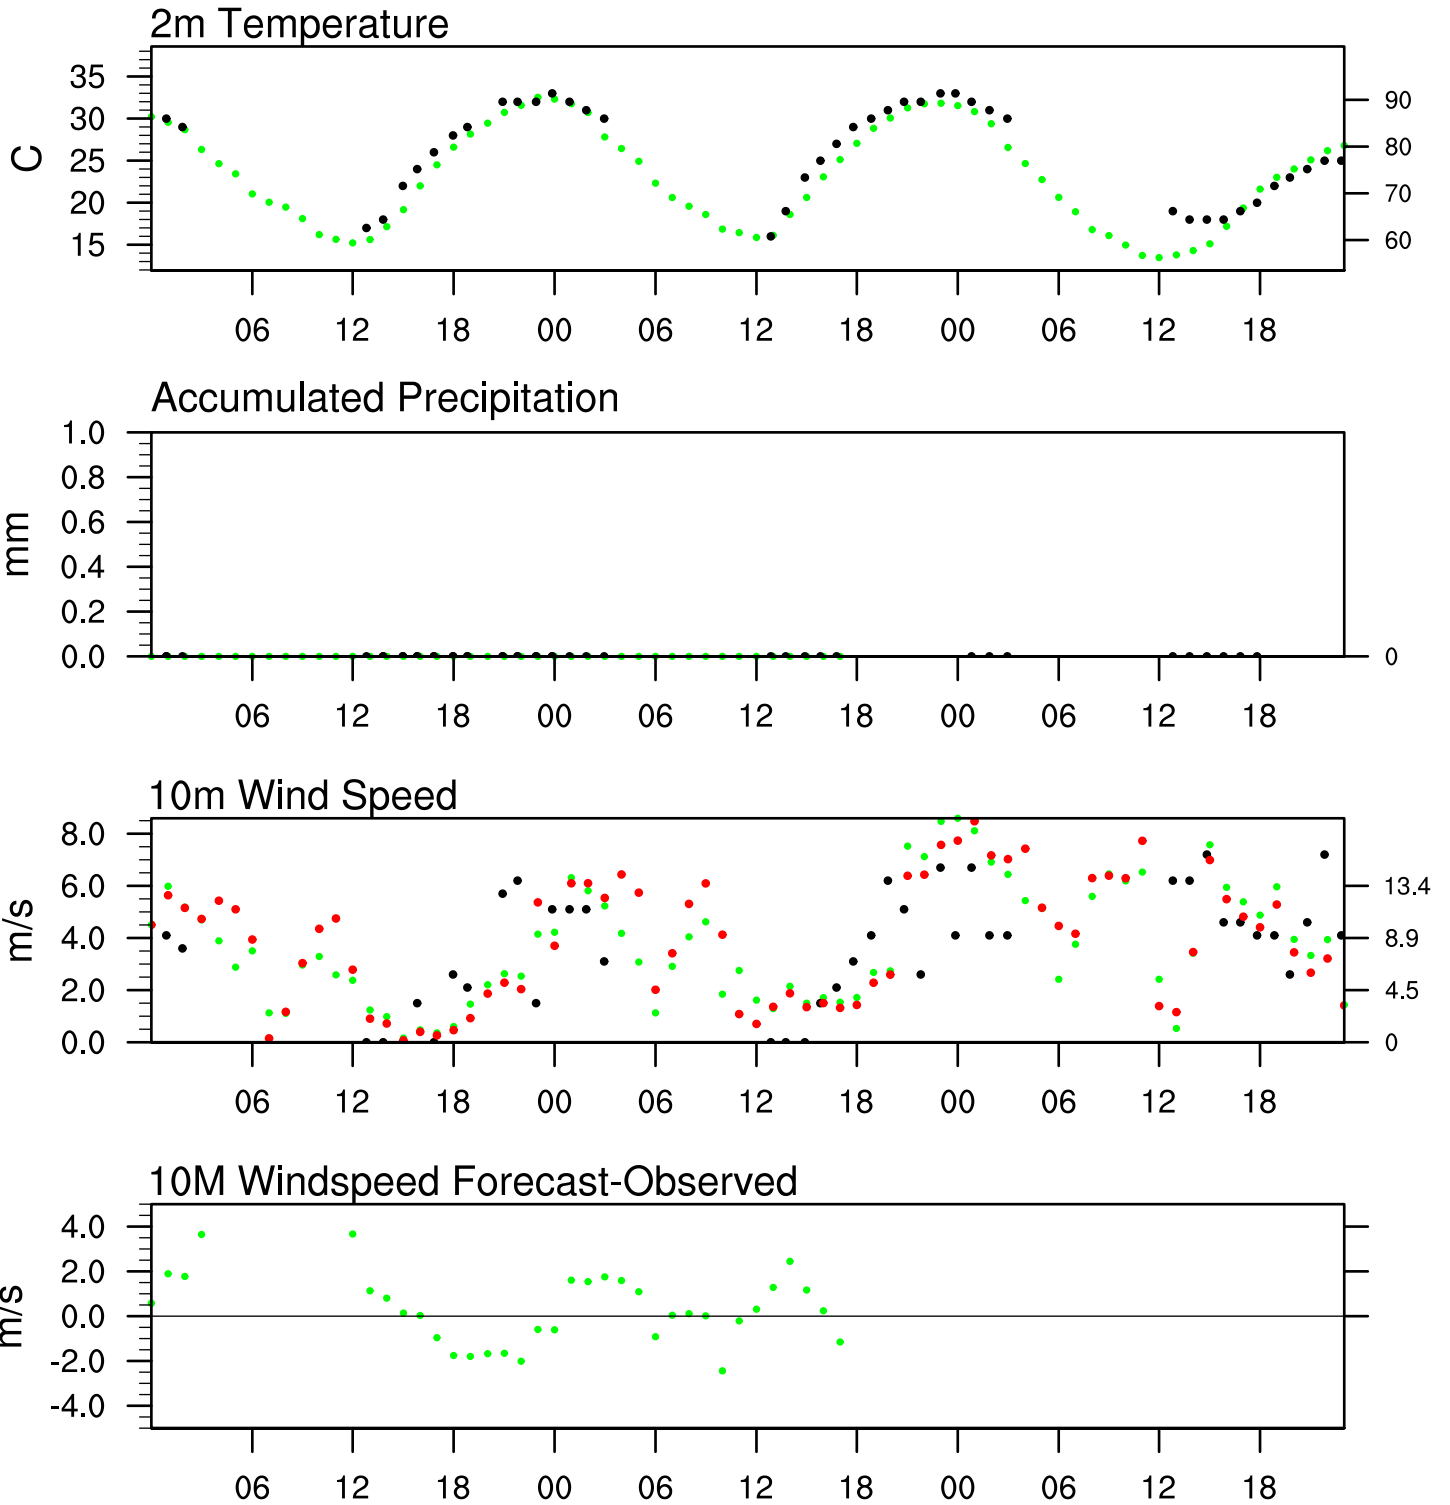 2m Temperature
35
30
25
20
15
C
90
80
70
60
06 12 18 00 06 12 18 00 06 12 18
Accumulated Precipitation
1.0
0.8
0.6
0.4
0.2
0.0
mm
0
06 12 18 00 06 12 18 00 06 12 18
10m Wind Speed
8.0
6.0
4.0
2.0
0.0
m/s
13.4
8.9
4.5
0
06 12 18 00 06 12 18 00 06 12 18
10M Windspeed Forecast-Observed
4.0
2.0
0.0
-2.0
-4.0
m/s
06 12 18 00 06 12 18 00 06 12 18